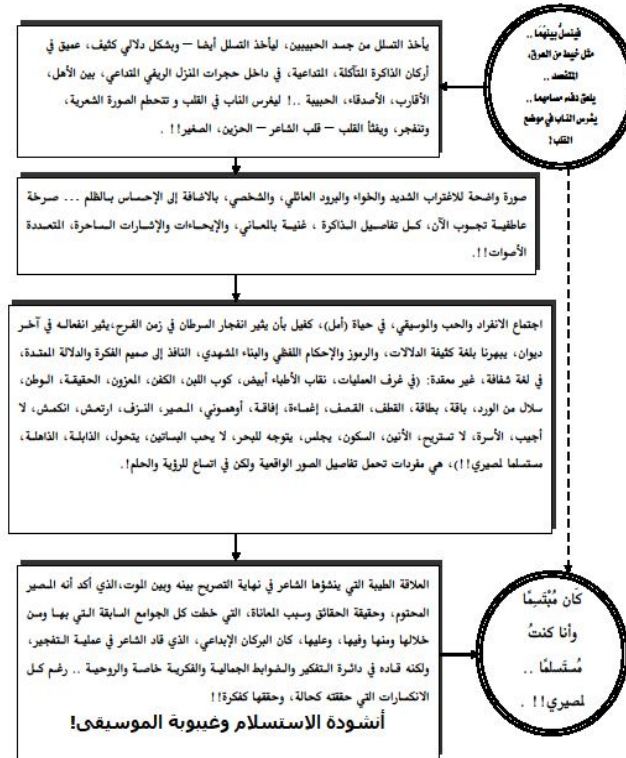 فينسلُّ بينهما ..
مثل خيط من العرق،
المتفصد ..
يلعق دفء مسامهما ..
يغرس الناب في موضع
القلب!
يأخذ التسلل من جسد الحبيبين، ليأخذ التسلل أيضا – وبشكل دلالي كثيف، عميق في
أركان الذاكرة المتآكلة، المتداعية، في داخل حجرات المنزل الريفي المتداعي، بين الأهل،
الأقارب، الأصدقاء، الحبيبة ..! ليغرس الناب في القلب و تتحطم الصورة الشعرية،
وتنفجر، ويفثأ القلب – قلب الشاعر – الحزين، الصغير!! .
صورة واضحة للاغتراب الشديد والخواء والبرود العائلي، والشخصي، بالاضافة إلى الإحساس بالظلم ... صرخة
عاطفية تجوب الآن، كل تفاصيل الذاكرة ، غنية بالمعاني، والإيحاءات والإشارات الساحرة، المتعددة
الأصوات!!.
اجتماع الانفراد والحب والموسيقي، في حياة (أمل)، كفيل بأن يثير انفجار السرطان في زمن الفرح،يثير انفعاله في آخر
ديوان، يبهرنا بلغة كثيفة الدلالات، والرموز والإحكام اللفظي والبناء المشهدي، النافذ إلى صميم الفكرة والدلالة الممتدة،
في لغة شفافة، غير معقدة: (في غرف العمليات، نقاب الأطباء أبيض، كوب اللبن، الكفن، المعزون، الحقيقة، الوطن،
سلال من الورد، باقة، بطاقة، القطف، القصف، إغماءة، إفاقة، أوهموني، المصير، النزف، ارتعش، انكمش، لا
أجيب، الأسرة، لا تستريح، الأنين، السكون، يجلس، يتوجه للبحر، لا يحب البساتين، يتحول، الذابلة، الذاهلة،
مستسلما لمصيري!!)، هي مفردات تحمل تفاصيل الصور الواقعية ولكن في اتساع للرؤية والحلم!.
العلاقة الطيبة التي ينشؤها الشاعر في نهاية التصريح بينه وبين الموت،الذي أكد أنه المصير
المحتوم، وحقيقة الحقائق وسبب المعاناة، التي خطت كل الجوامع السابقة التي بها ومن
خلالها ومنها وفيها، وعليها، كان البركان الإبداعي، الذي قاد الشاعر في عملية التفجير،
ولكنه قاده في دائرة التفكير والضوابط الجمالية والفكرية خاصة والروحية .. رغم كل
الانكسارات التي حققته كحالة، وحققها كفكرة!!
أنشودة الاستسلام وغيبوبة الموسيقى!
كَان مُبْتَسِمًا
وأنا كنتُ
مُستَسلمًا ..
لمصيري!! .